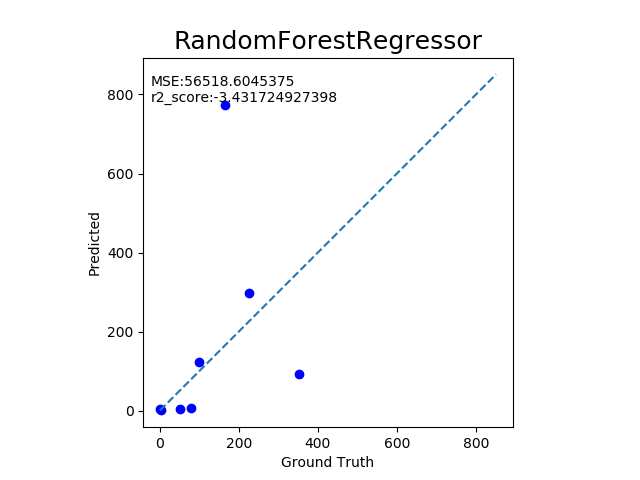 RandomForestRegressor
MSE:56518.6045375
r2_score:-3.431724927398
800
600
400
200
0
Predicted
0 200 400 600 800
Ground Truth